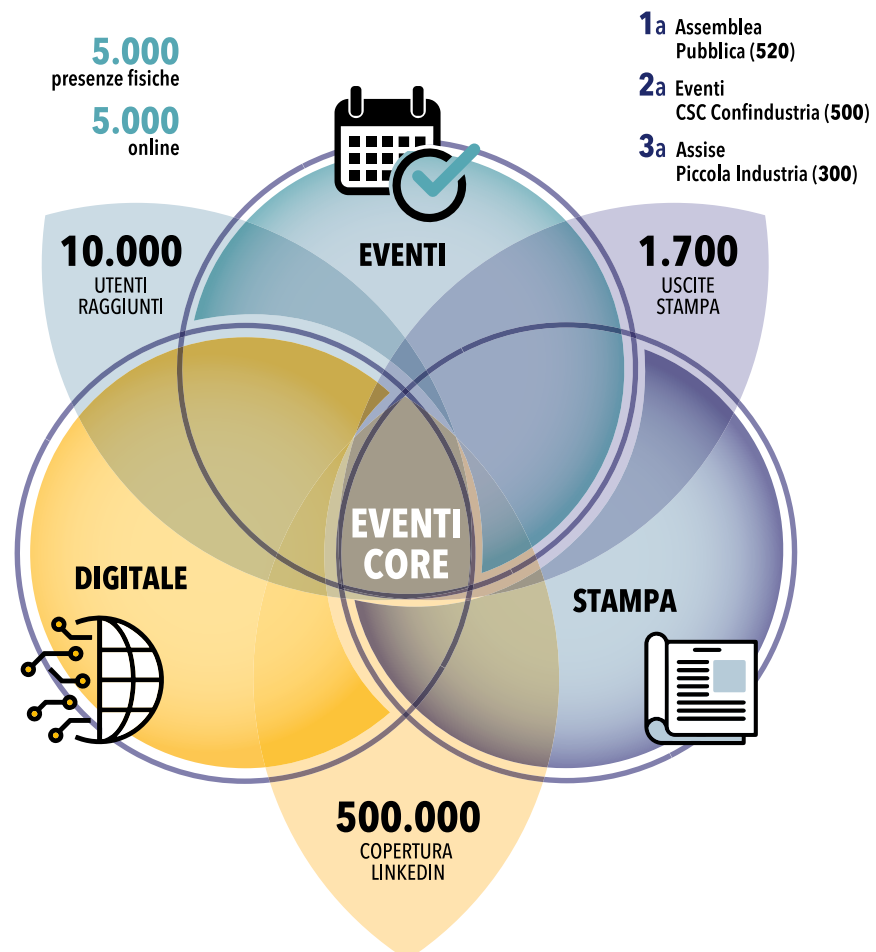 5.000
presenze fisiche
5.000
online
1a Assemblea
Pubblica (520)
2a Eventi
CSC Confindustria (500)
3a Assise
Piccola Industria (300)
EVENTI
10.000
UTENTI
RAGGIUNTI
1.700
USCITE
STAMPA
EVENTI
CORE
DIGITALE
STAMPA
500.000
COPERTURA
LINKEDIN